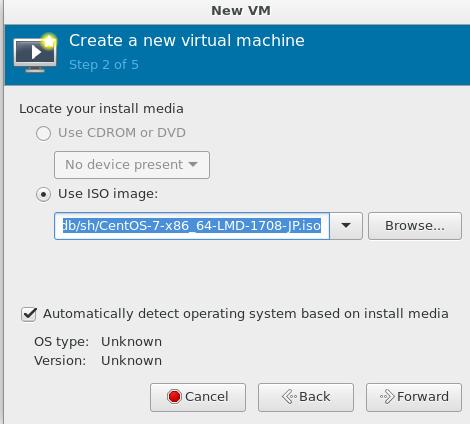 New VM
Create a new virtual machine
Step 2 of 5
Locate your install media
Use CDROM or DVD
No device present
Use ISO image:
db/sh/CentOS-7-x86_64-LMD-1708-JP.iso
Browse...
Automatically detect operating system based on install media
OS type: Unknown
Version: Unknown
Cancel
Back
Forward